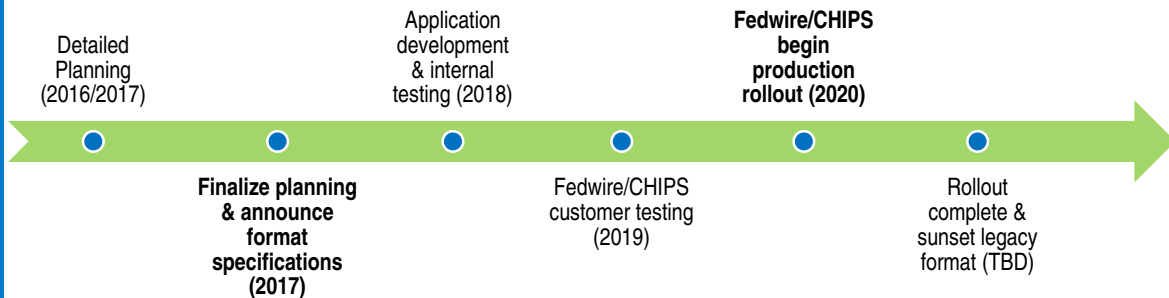 Detailed
Planning
(2016/2017)
Finalize planning
& announce
format
specifications
(2017)
Application
development
& internal
testing (2018)
Fedwire/CHIPS
customer testing
(2019)
Fedwire/CHIPS
begin
production
rollout (2020)
Rollout
complete &
sunset legacy
format (TBD)